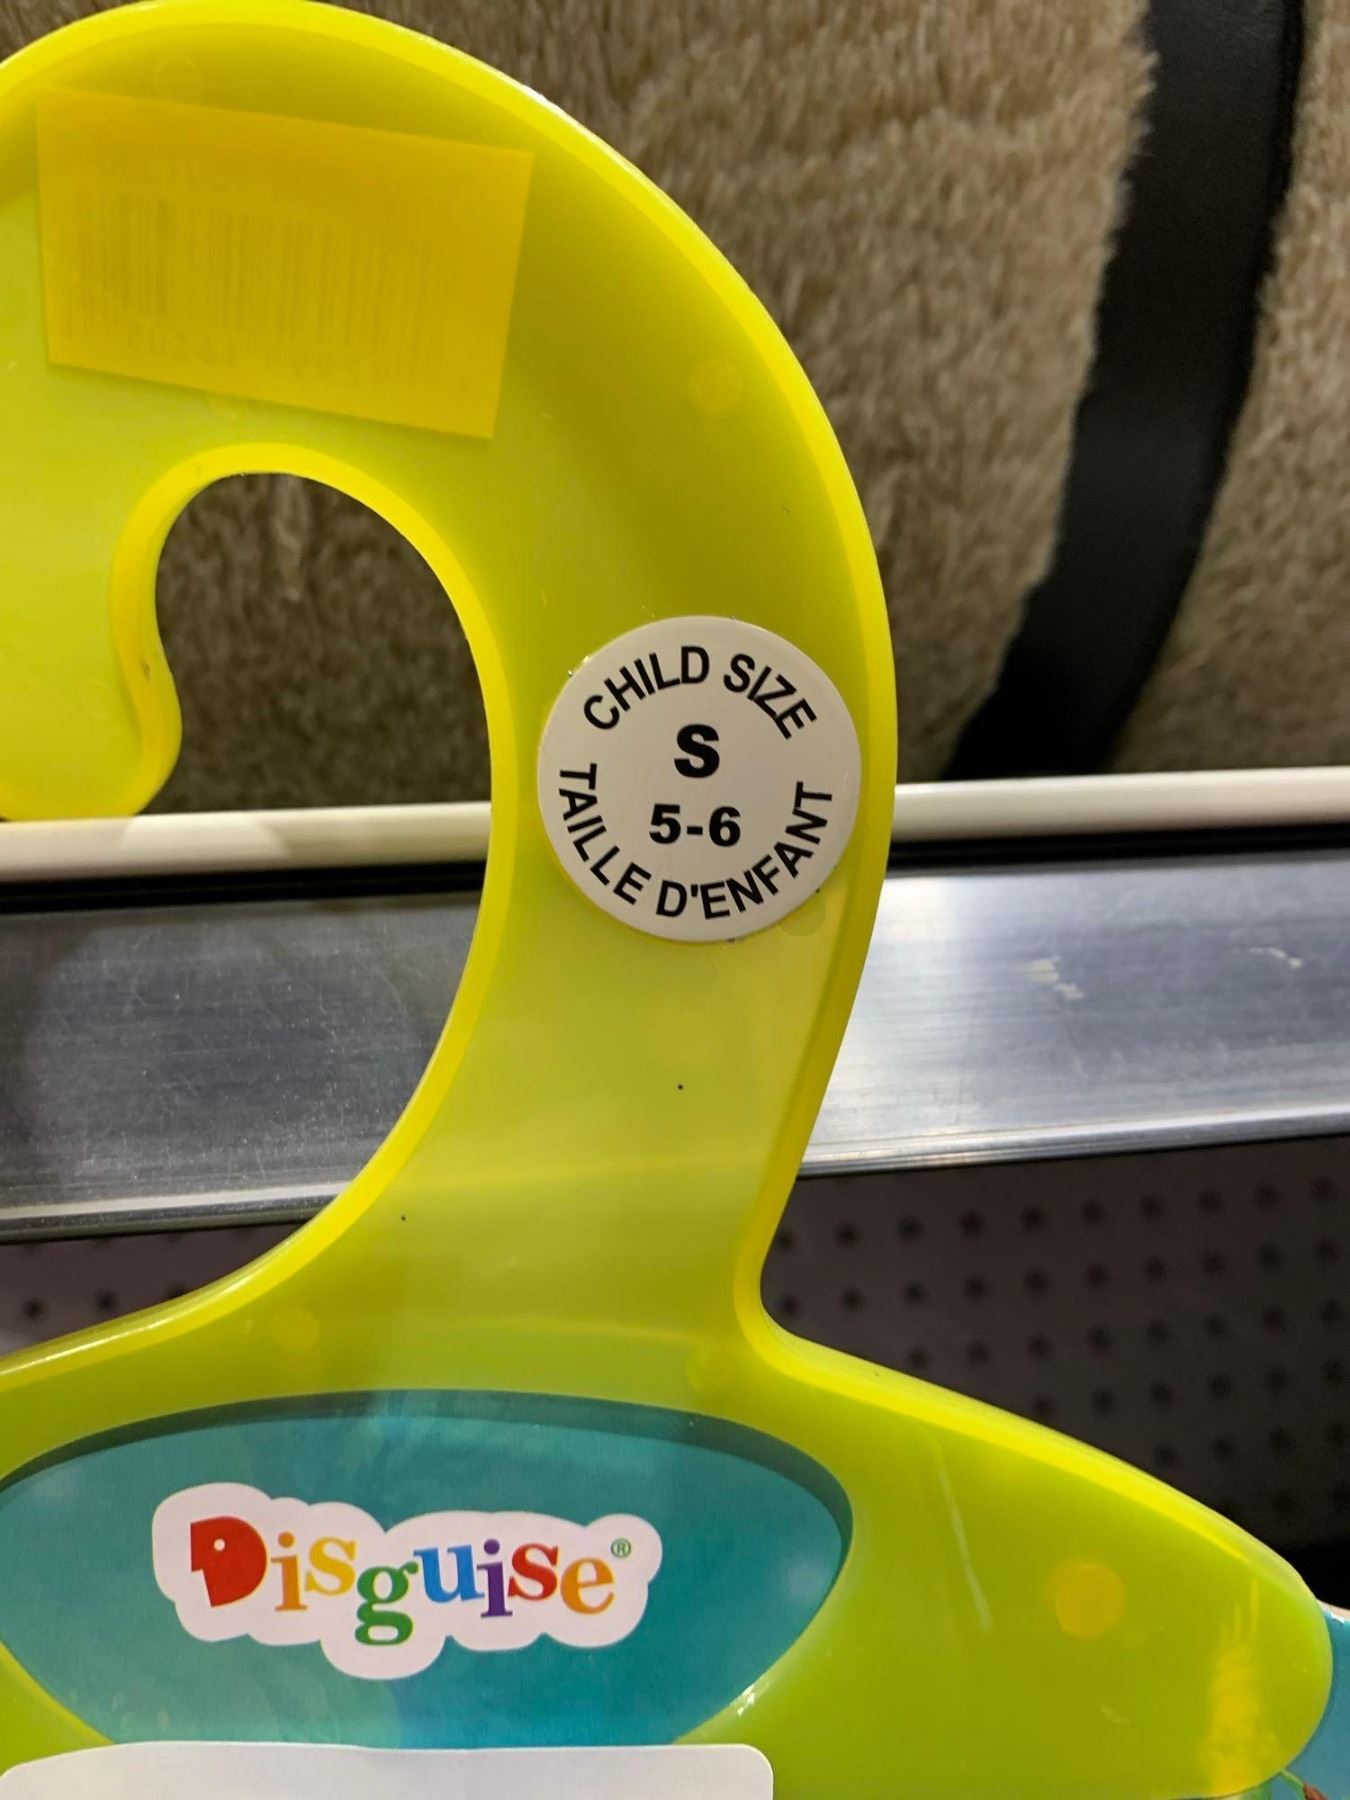 CHILD SIZE
S
5-6
TAILLE D'ENFANT
Disguise®